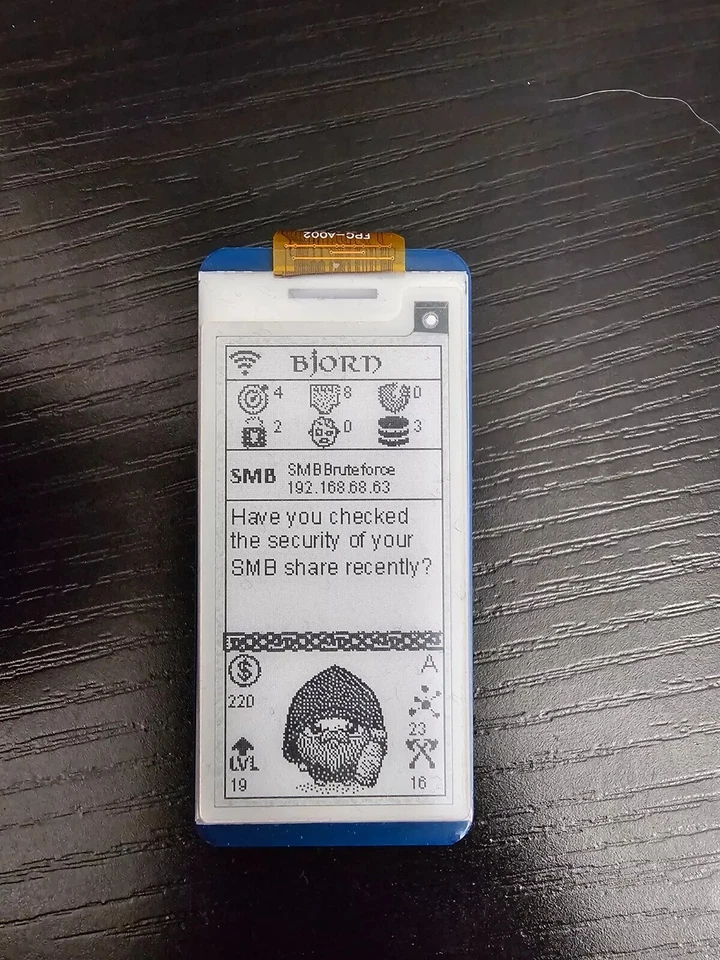 FPC-A002
BJORN
4 8 0
2 0 3
SMB SMBBruteforce
192.168.68.63
Have you checked
the security of your
SMB share recently?
$ A
220
23
LVL
19 16